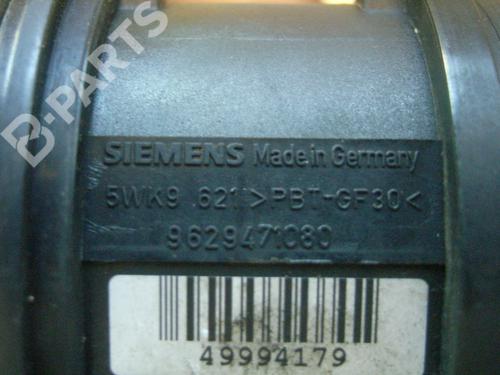 B-PARTS
SIEMENS Made in Germany
5WK9 621 >PBT-GF30<
9629471080
49994179